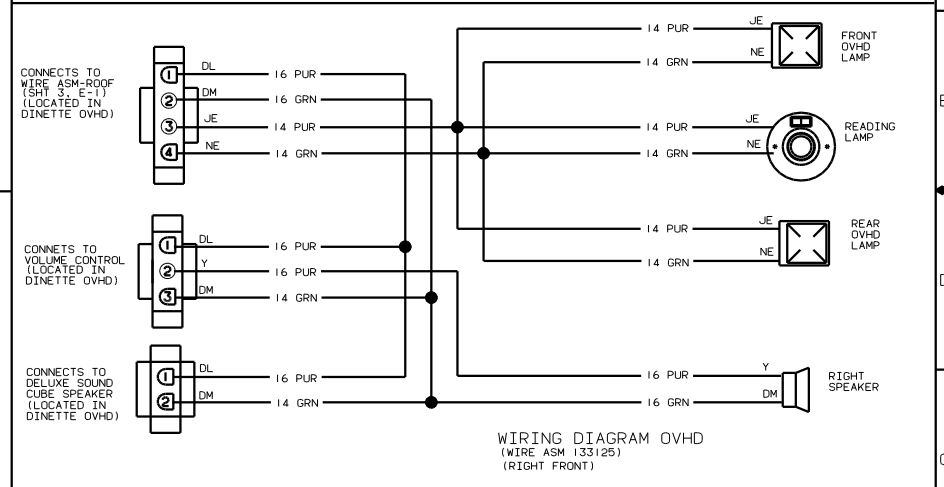 CONNECTS TO
WIRE ASM-ROOF
(SHT 3, E-1)
(LOCATED IN
DINETTE OVHD)
1 DL 16 PUR
2 DM 16 GRN
3 JE 14 PUR
4 NE 14 GRN
14 PUR JE
14 GRN NE
FRONT
OVHD
LAMP
14 PUR JE
14 GRN NE
READING
LAMP
CONNETS TO
VOLUME CONTROL
(LOCATED IN
DINETTE OVHD)
1 DL 16 PUR
2 Y 16 PUR
3 DM 14 GRN
14 PUR JE
14 GRN NE
REAR
OVHD
LAMP
CONNECTS TO
DELUXE SOUND
CUBE SPEAKER
(LOCATED IN
DINETTE OVHD)
1 DL 16 PUR
2 DM 14 GRN
16 PUR Y
16 GRN DM
RIGHT
SPEAKER
WIRING DIAGRAM OVHD
(WIRE ASM 133125)
(RIGHT FRONT)